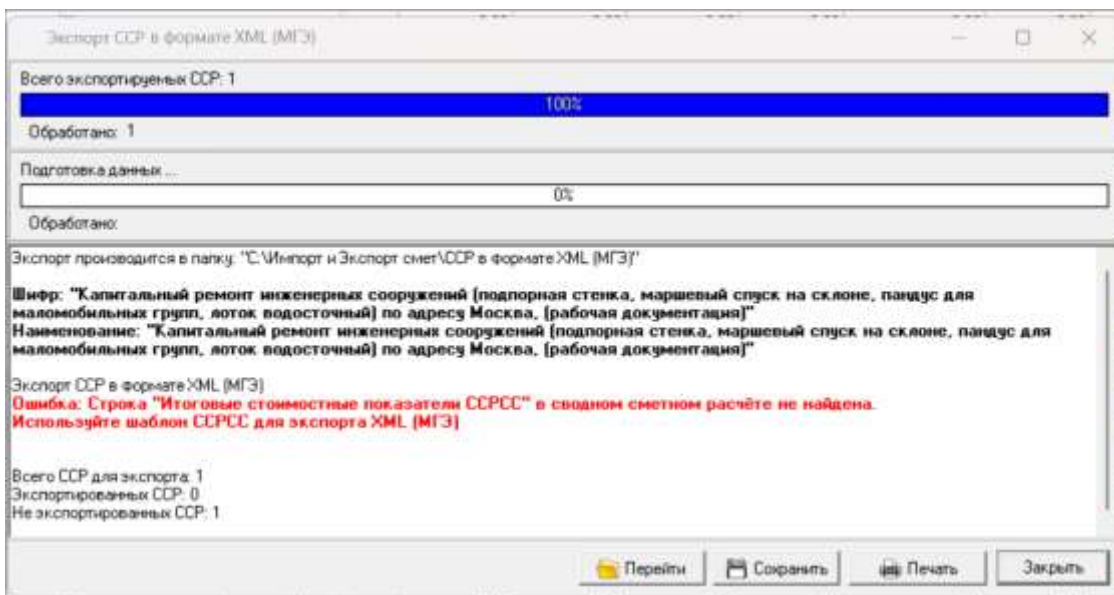 Экспорт ССР в формате XML (МГЭ)
Всего экспортируемых ССР: 1
100%
Обработано: 1
Подготовка данных ...
0%
Обработано:
Экспорт производится в папку: "C:\Импорт и Экспорт смет\ССР в формате XML (МГЭ)"
Шифр: "Капитальный ремонт инженерных сооружений (подпорная стенка, маршевый спуск на склоне, пандус для
маломобильных групп, лоток водосточный) по адресу Москва, (рабочая документация)"
Наименование: "Капитальный ремонт инженерных сооружений (подпорная стенка, маршевый спуск на склоне, пандус для
маломобильных групп, лоток водосточный) по адресу Москва, (рабочая документация)"
Экспорт ССР в формате XML (МГЭ)
Ошибка: Строка "Итоговые стоимостные показатели ССРСС" в сводном сметном расчёте не найдена.
Используйте шаблон ССРСС для экспорта XML (МГЭ)
Всего ССР для экспорта: 1
Экспортированных ССР: 0
Не экспортированных ССР: 1
Перейти Сохранить Печать Закрыть